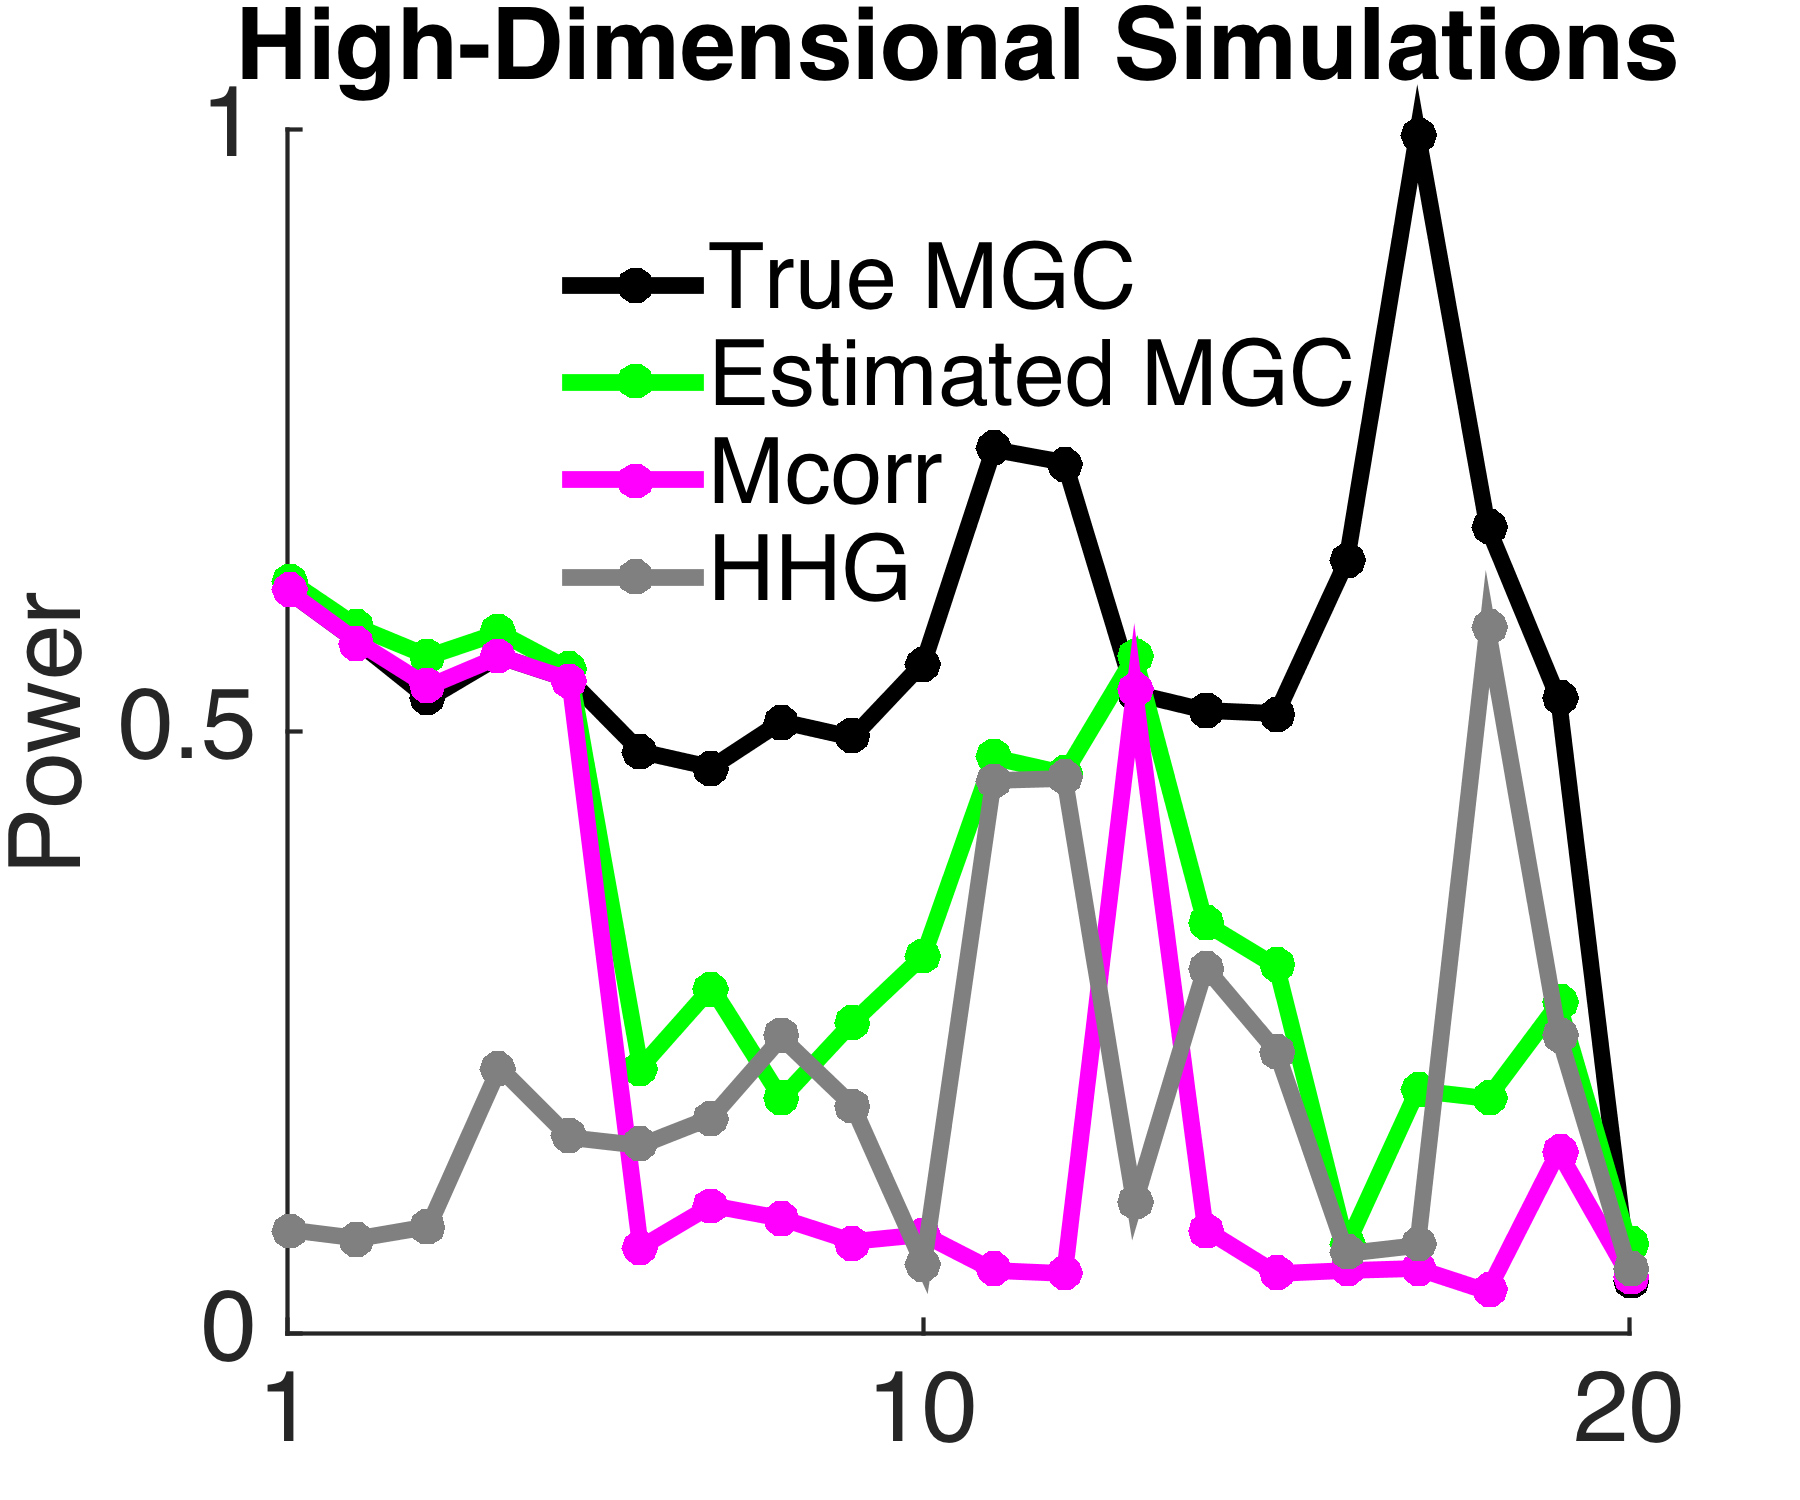 High-Dimensional Simulations
1
True MGC
Estimated MGC
Mcorr
HHG
Power
0.5
0
1
10
20